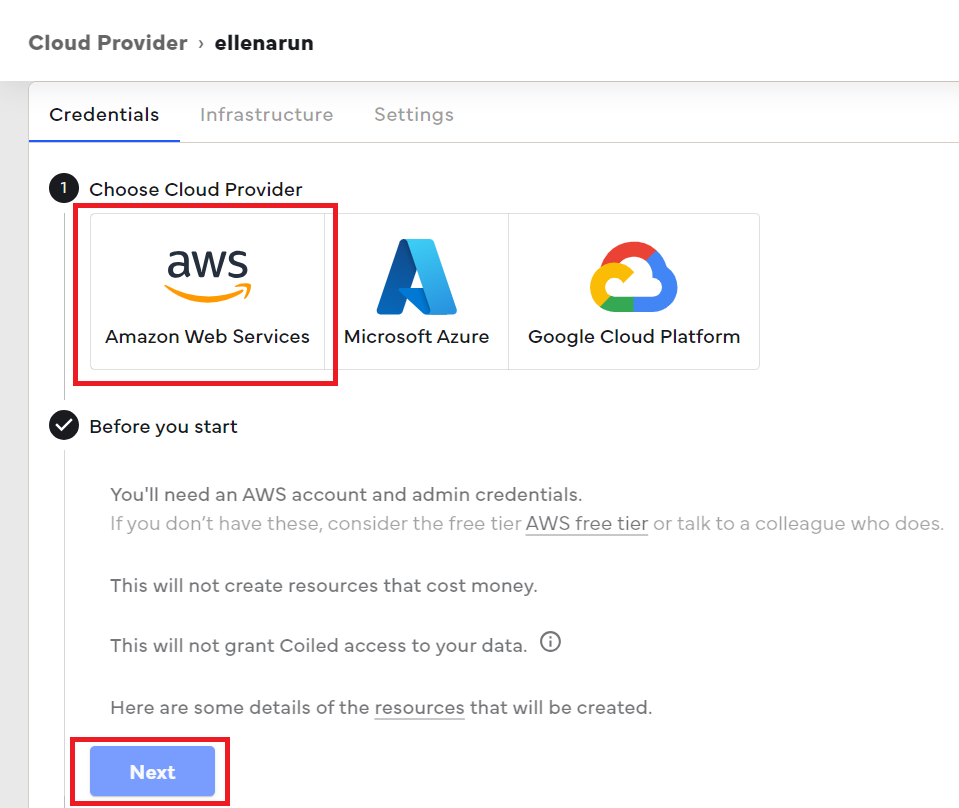 Cloud Provider › ellenarun
Credentials Infrastructure Settings
1 Choose Cloud Provider
aws
Amazon Web Services Microsoft Azure Google Cloud Platform
Before you start
You'll need an AWS account and admin credentials.
If you don’t have these, consider the free tier AWS free tier or talk to a colleague who does.
This will not create resources that cost money.
This will not grant Coiled access to your data.
Here are some details of the resources that will be created.
Next